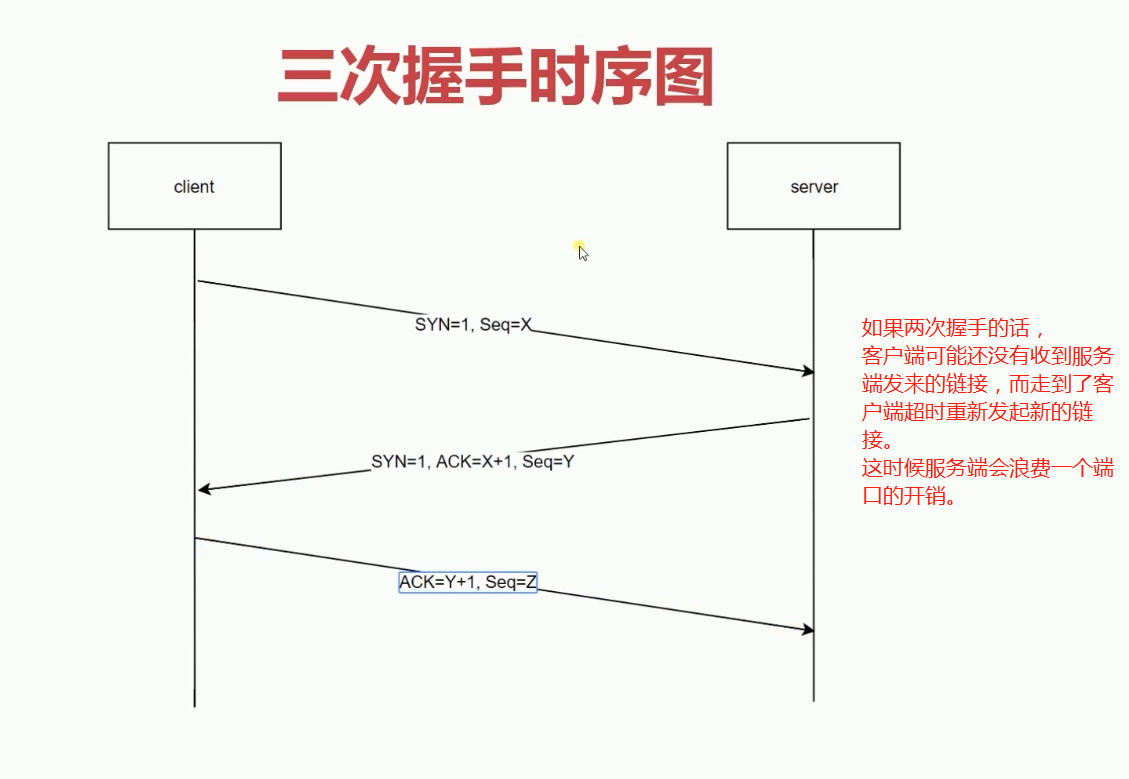 三次握手时序图
client
server
SYN=1, Seq=X
SYN=1, ACK=X+1, Seq=Y
ACK=Y+1, Seq=Z
如果两次握手的话，
客户端可能还没有收到服务
端发来的链接，而走到了客
户端超时重新发起新的链
接。
这时候服务端会浪费一个端
口的开销。